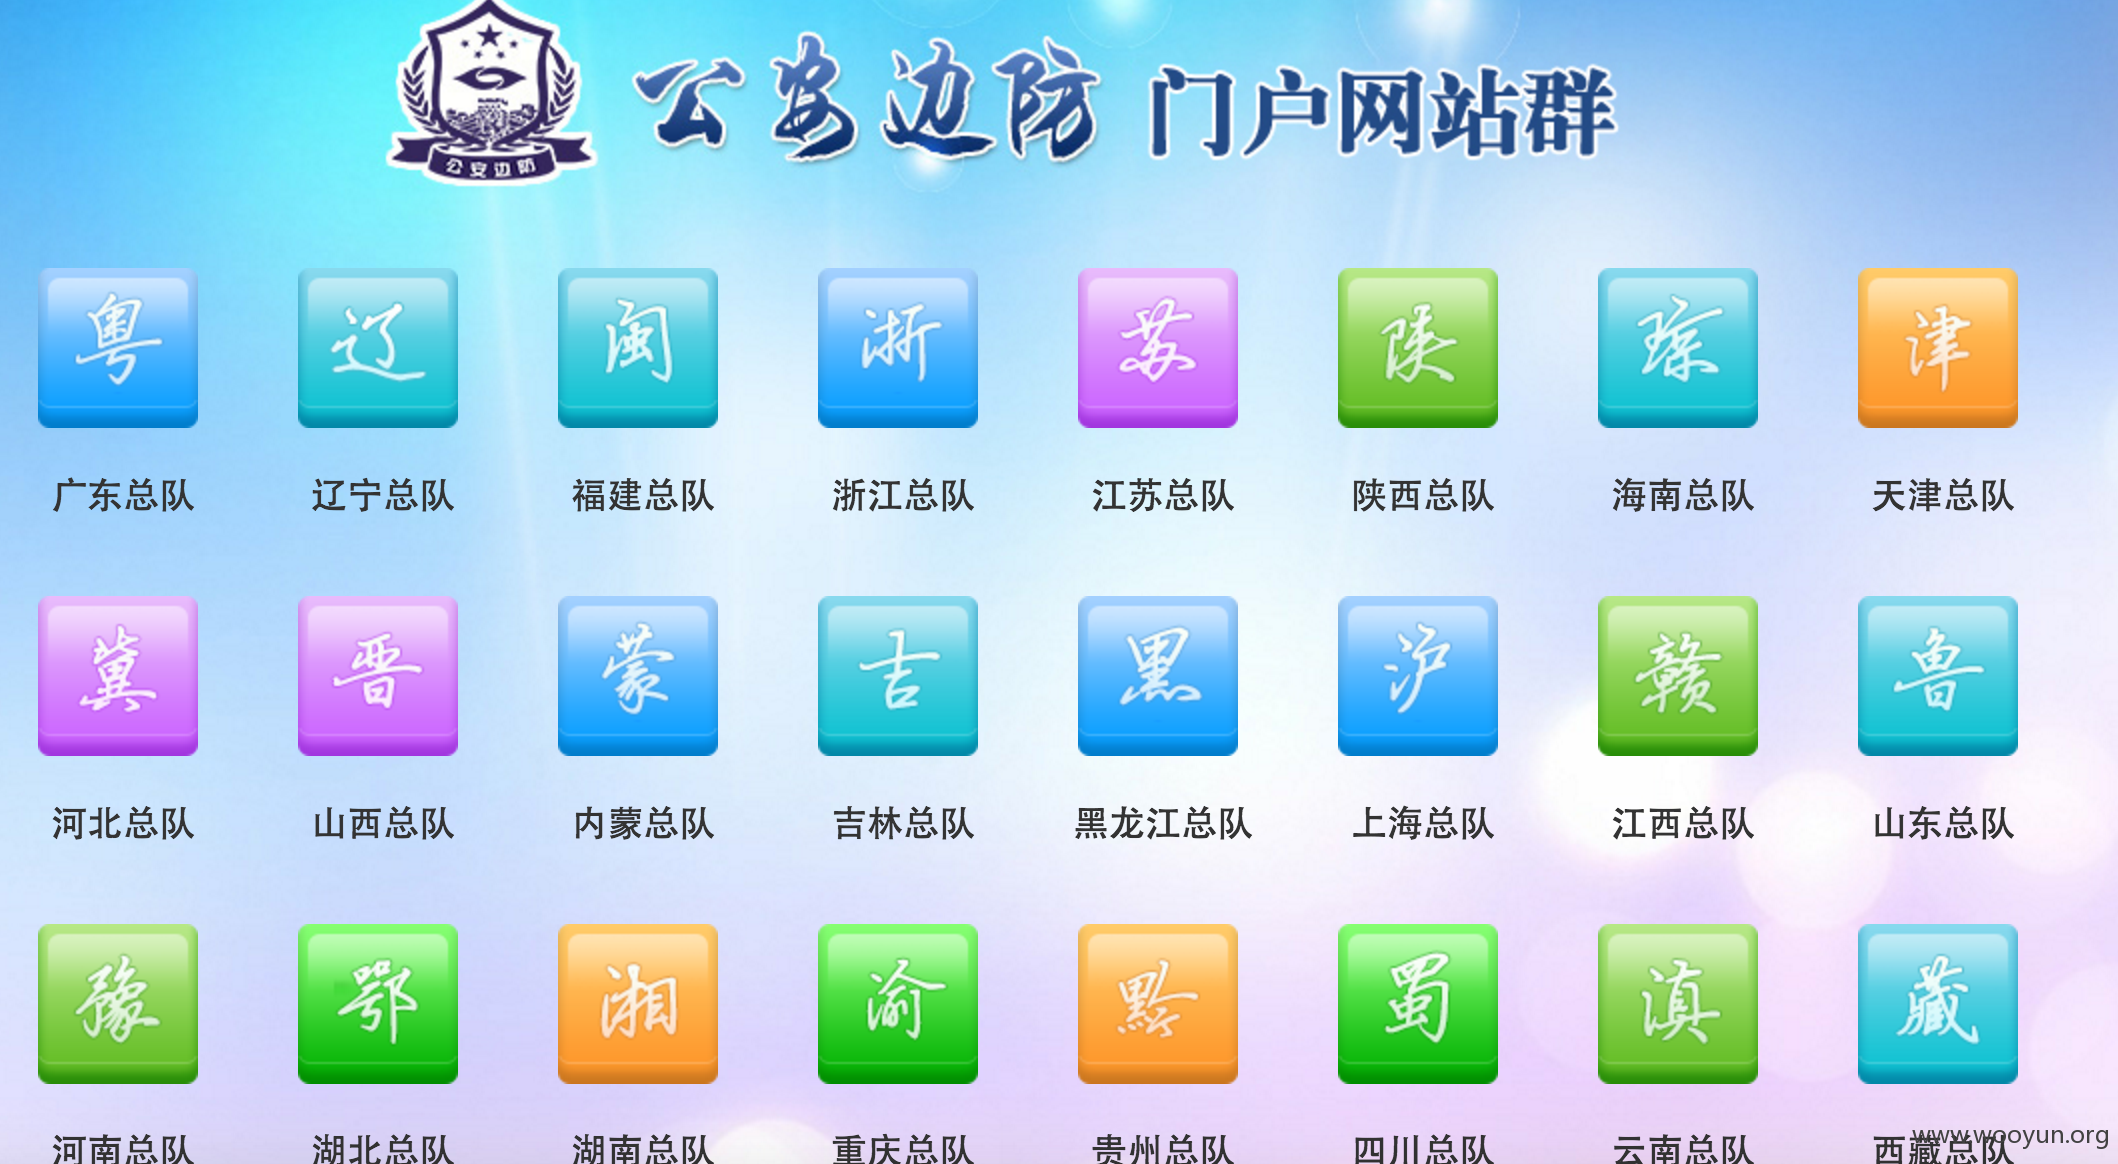 公安边防
公安边防 门户网站群
粤 辽 闽 浙 苏 陕 琼 津
广东总队 辽宁总队 福建总队 浙江总队 江苏总队 陕西总队 海南总队 天津总队
冀 晋 蒙 吉 黑 沪 赣 鲁
河北总队 山西总队 内蒙总队 吉林总队 黑龙江总队 上海总队 江西总队 山东总队
豫 鄂 湘 渝 黔 蜀 滇 藏
河南总队 湖北总队 湖南总队 重庆总队 贵州总队 四川总队 云南总队 西藏总队
www.wooyun.org